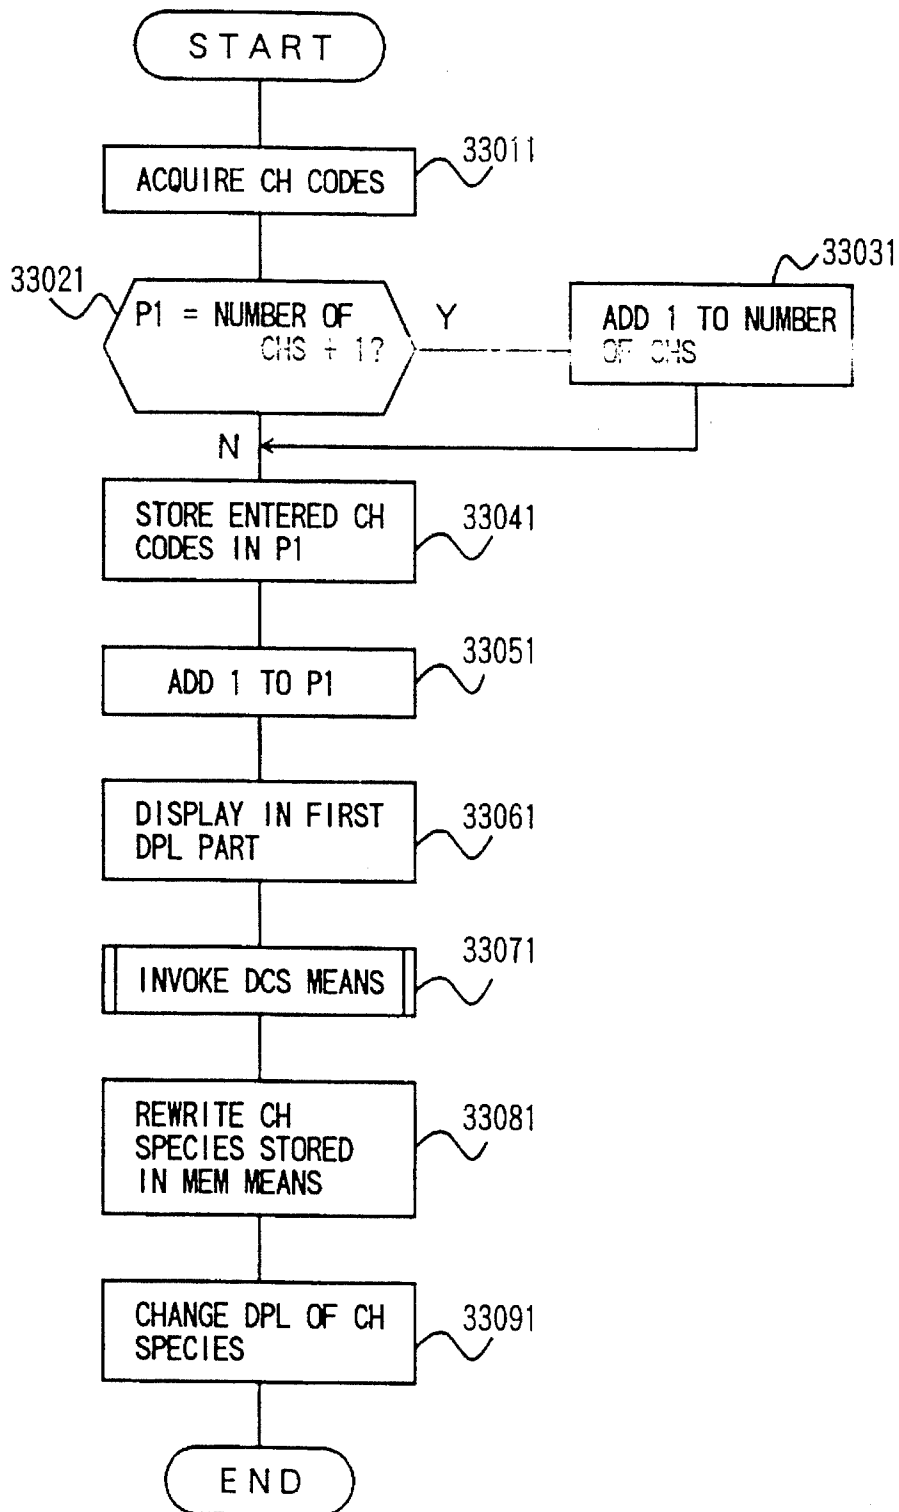 START
ACQUIRE CH CODES
33011
33021
P1 = NUMBER OF
CHS + 1?
Y
33031
ADD 1 TO NUMBER
OF CHS
N
STORE ENTERED CH
CODES IN P1
33041
ADD 1 TO P1
33051
DISPLAY IN FIRST
DPL PART
33061
INVOKE DCS MEANS
33071
REWRITE CH
SPECIES STORED
IN MEM MEANS
33081
CHANGE DPL OF CH
SPECIES
33091
END